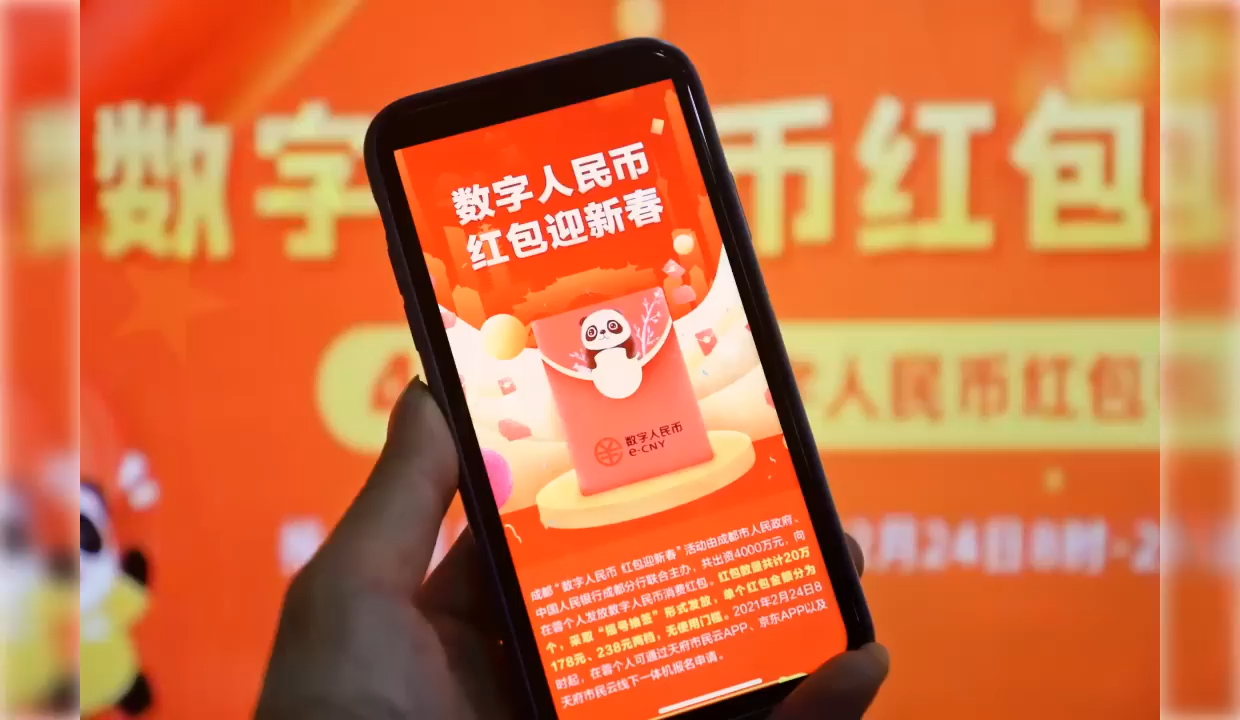 数字
币红包
数字人民币
红包迎新春
数字人民币
e-CNY
字人民币红包
2月24日8时-2
成都“数字人民币 红包迎新春”活动由成都市人民政府、
中国人民银行成都分行联合主办，共出资4000万元，向
在蓉个人发放数字人民币消费红包。红包数量共计20万
个，采取“摇号抽签”形式发放，单个红包金额分为
178元、238元两档，无使用门槛。2021年2月24日8
时起，在蓉个人可通过天府市民云APP、京东APP以及
天府市民云线下一体机报名申请。